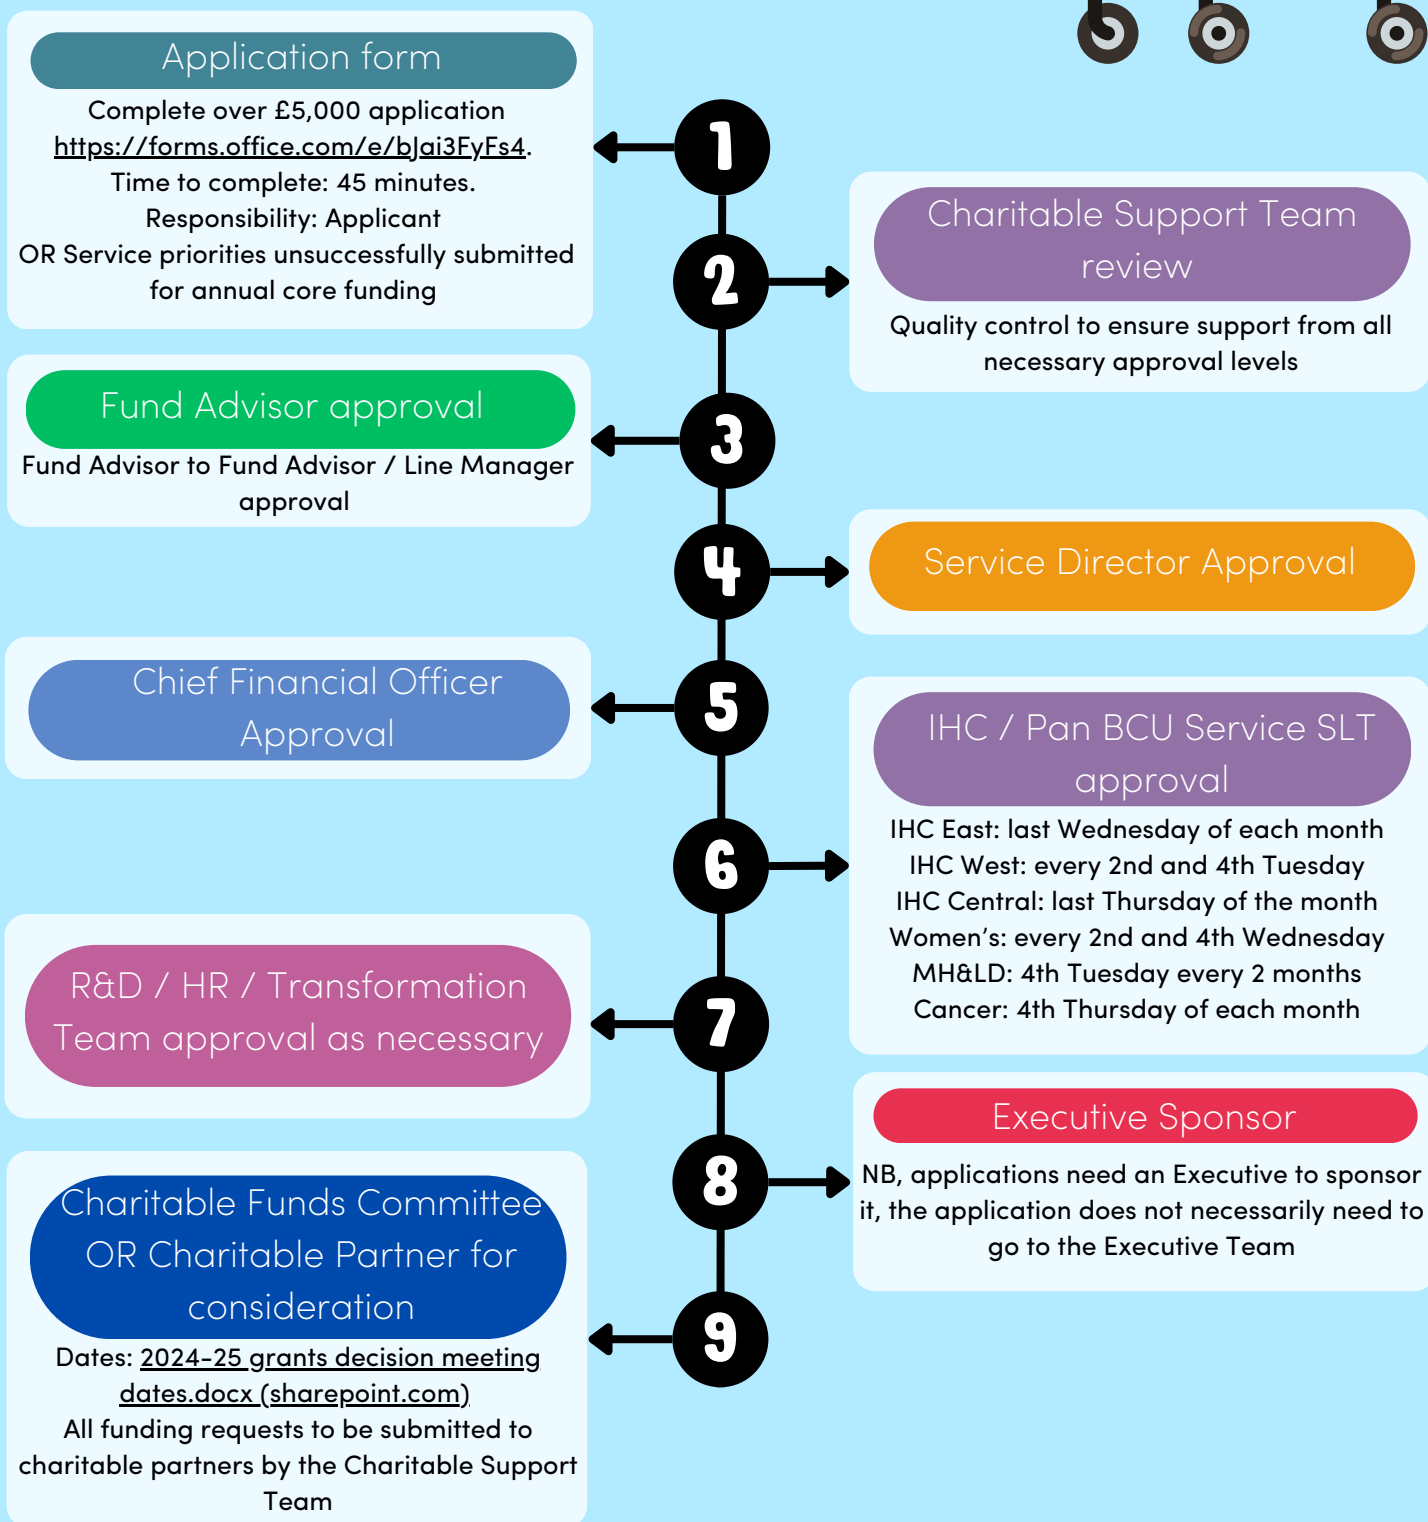 Application form
Complete over £5,000 application
https://forms.office.com/e/bJai3FyFs4.
Time to complete: 45 minutes.
Responsibility: Applicant
OR Service priorities unsuccessfully submitted
for annual core funding
1
2
Charitable Support Team
review
Quality control to ensure support from all
necessary approval levels
Fund Advisor approval
Fund Advisor to Fund Advisor / Line Manager
approval
3
4
Service Director Approval
Chief Financial Officer
Approval
5
6
IHC / Pan BCU Service SLT
approval
IHC East: last Wednesday of each month
IHC West: every 2nd and 4th Tuesday
IHC Central: last Thursday of the month
Women's: every 2nd and 4th Wednesday
MH&LD: 4th Tuesday every 2 months
Cancer: 4th Thursday of each month
R&D / HR / Transformation
Team approval as necessary
7
8
Executive Sponsor
NB, applications need an Executive to sponsor
it, the application does not necessarily need to
go to the Executive Team
Charitable Funds Committee
OR Charitable Partner for
consideration
Dates: 2024-25 grants decision meeting
dates.docx (sharepoint.com)
All funding requests to be submitted to
charitable partners by the Charitable Support
Team
9